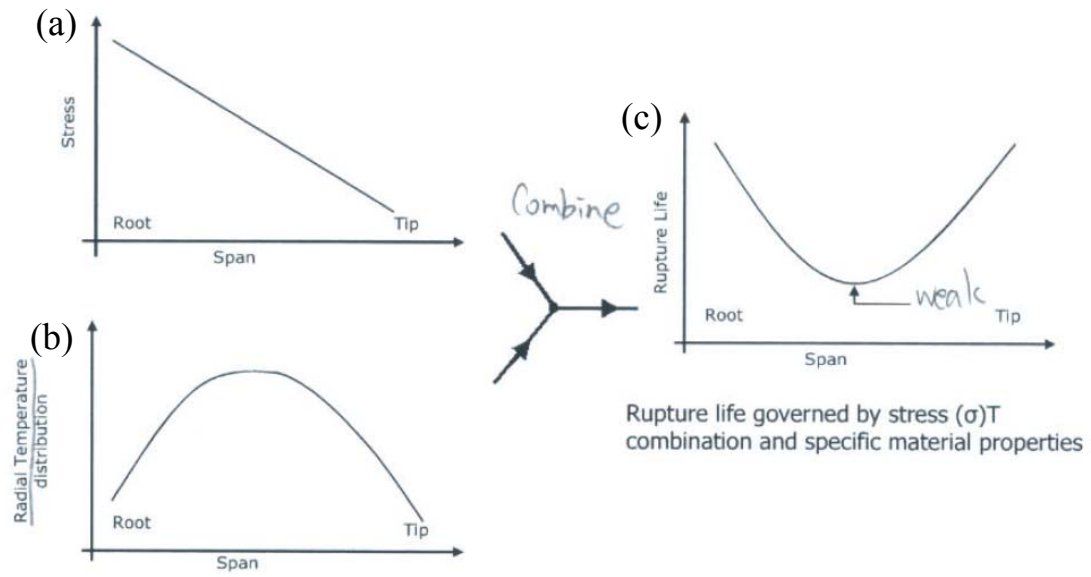 (a)
Stress
Root
Tip
Span
(b)
Radial Temperature
distribution
Root
Tip
Span
Combine
(c)
Rupture Life
weak
Root
Tip
Span
Rupture life governed by stress (σ)T
combination and specific material properties